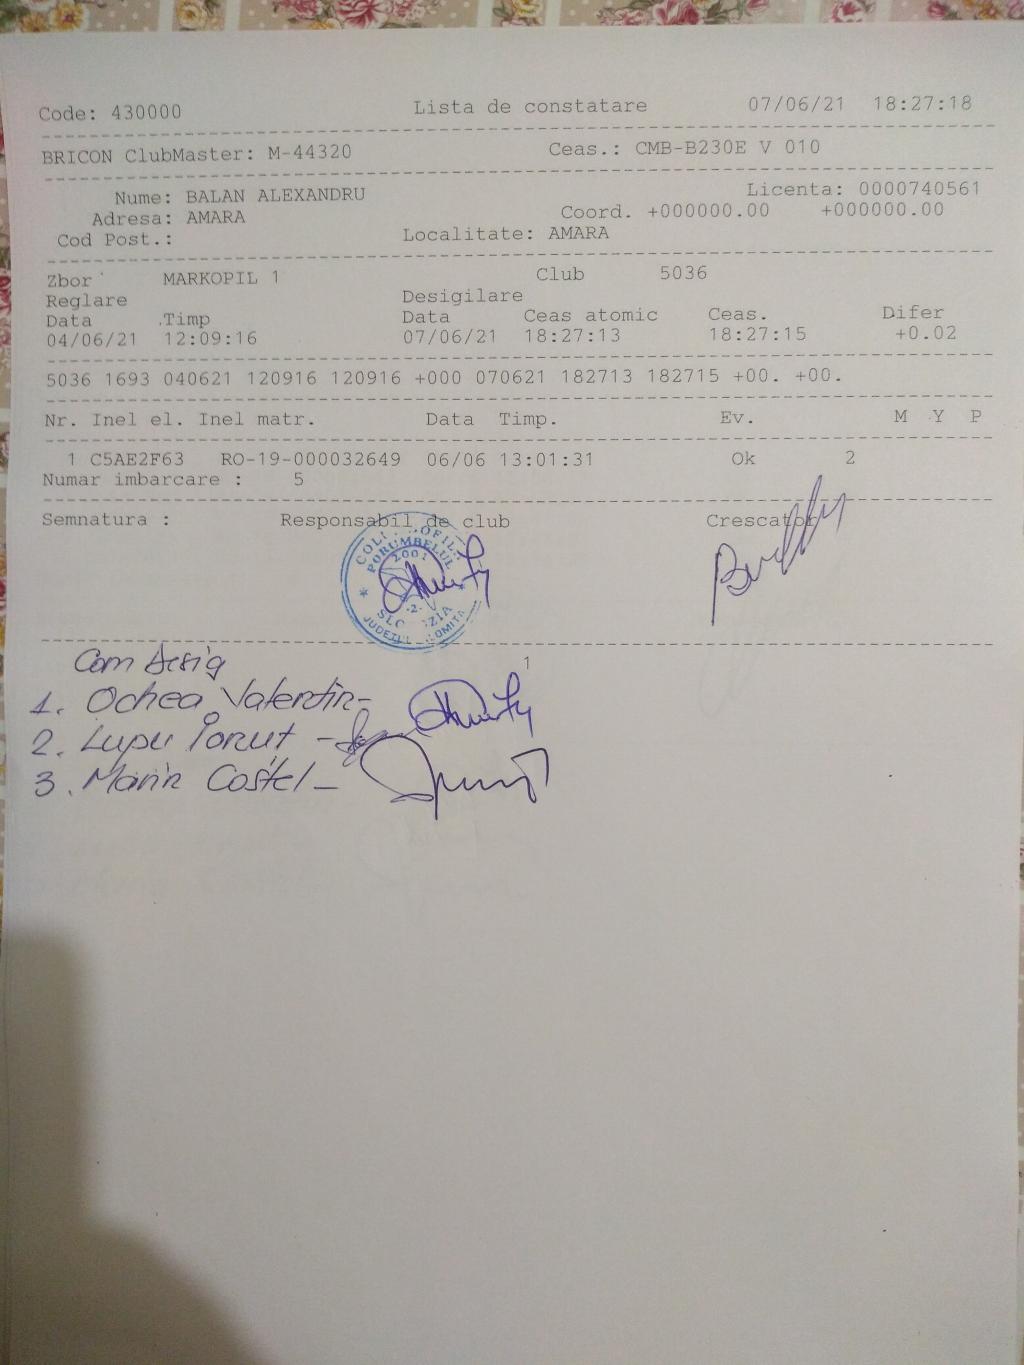 Code: 430000 Lista de constatare 07/06/21 18:27:18
BRICON ClubMaster: M-44320 Ceas.: CMB-B230E V 010
Nume: BALAN ALEXANDRU Licenta: 0000740561
Adresa: AMARA Coord. +000000.00 +000000.00
Cod Post.: Localitate: AMARA
Zbor MARKOPIL 1 Club 5036
Reglare Desigilare
Data .Timp Data Ceas atomic Ceas. Difer
04/06/21 12:09:16 07/06/21 18:27:13 18:27:15 +0.02
5036 1693 040621 120916 120916 +000 070621 182713 182715 +00. +00.
Nr. Inel el. Inel matr. Data Timp. Ev. M Y P
1 C5AE2F63 RO-19-000032649 06/06 13:01:31 Ok 2
Numar imbarcare : 5
Semnatura : Responsabil de club Crescator
PORUMBELUL
2001
JUDETUL
1
Com Desig
1. Ochea Valentin-
2. Lupu Ionut -
3. Marin Costel -